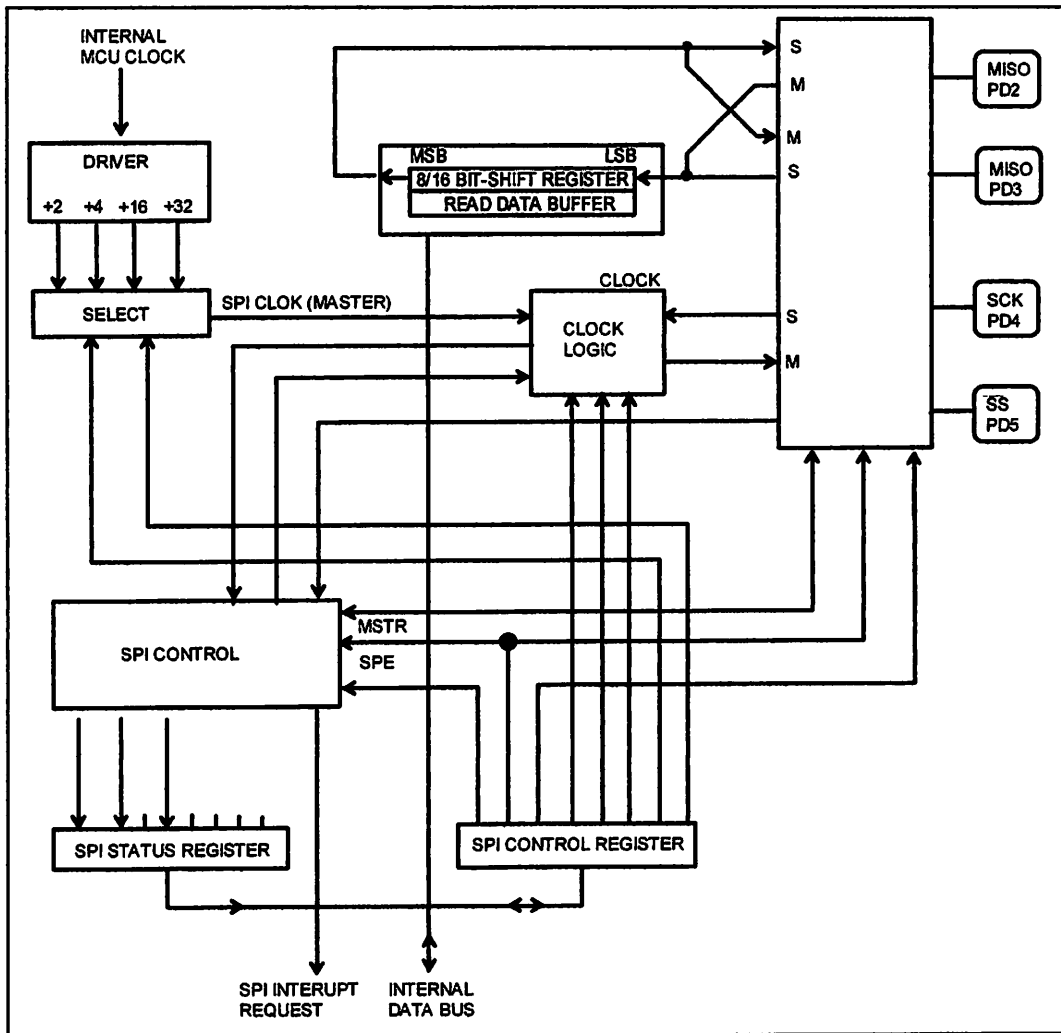 INTERNAL
MCU CLOCK
DRIVER
+2 +4 +16 +32
SELECT
SPI CLOK (MASTER)
MSB LSB
8/16 BIT-SHIFT REGISTER
READ DATA BUFFER
CLOCK
CLOCK
LOGIC
S
M
M
S
S
M
MISO
PD2
MISO
PD3
SCK
PD4
SS
PD5
SPI CONTROL
MSTR
SPE
SPI STATUS REGISTER
SPI CONTROL REGISTER
SPI INTERUPT
REQUEST
INTERNAL
DATA BUS